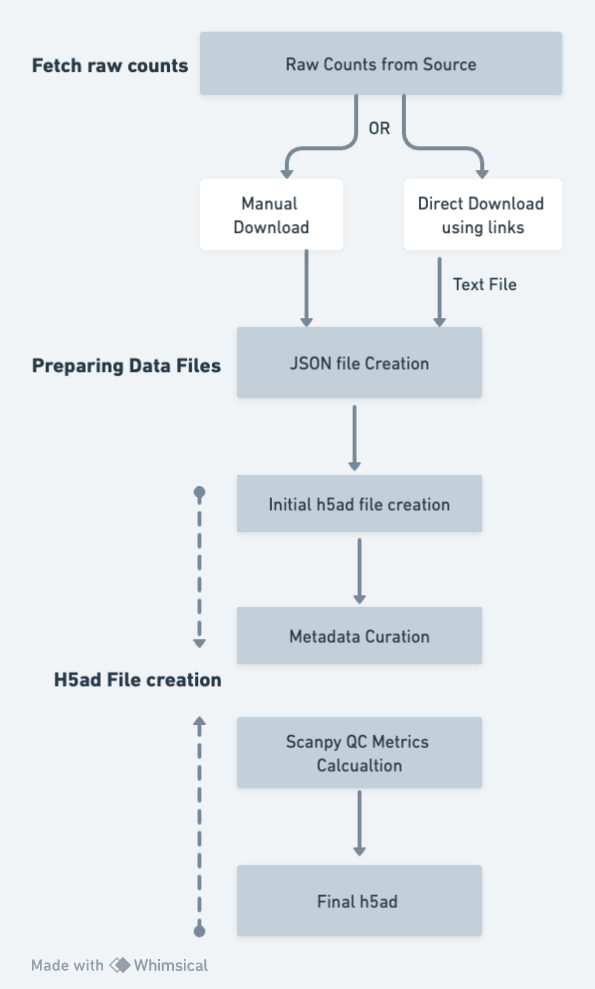 Fetch raw counts
Raw Counts from Source
OR
Manual
Download
Direct Download
using links
Text File
Preparing Data Files
JSON file Creation
Initial h5ad file creation
Metadata Curation
H5ad File creation
Scanpy QC Metrics
Calcualtion
Final h5ad
Made with Whimsical